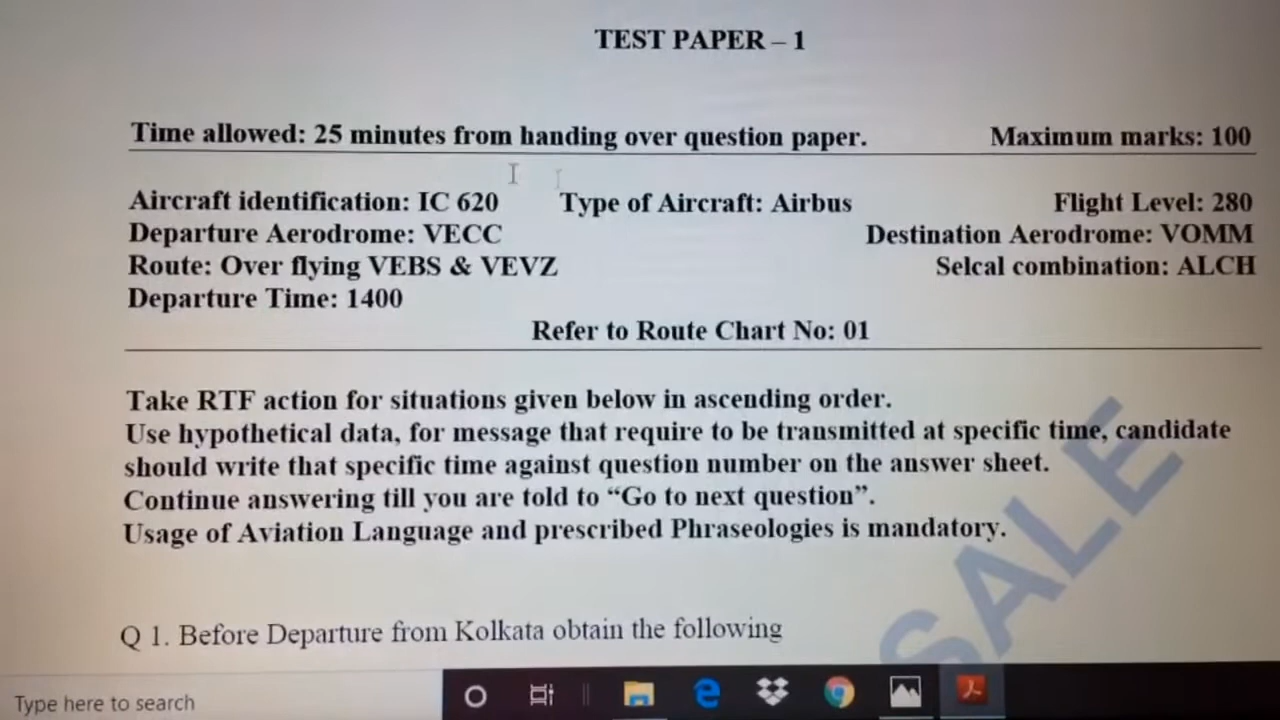 TEST PAPER – 1
Time allowed: 25 minutes from handing over question paper. Maximum marks: 100
Aircraft identification: IC 620 Type of Aircraft: Airbus Flight Level: 280
Departure Aerodrome: VECC Destination Aerodrome: VOMM
Route: Over flying VEBS & VEVZ Selcal combination: ALCH
Departure Time: 1400
Refer to Route Chart No: 01
Take RTF action for situations given below in ascending order.
Use hypothetical data, for message that require to be transmitted at specific time, candidate
should write that specific time against question number on the answer sheet.
Continue answering till you are told to “Go to next question”.
Usage of Aviation Language and prescribed Phraseologies is mandatory.
SALE
Q 1. Before Departure from Kolkata obtain the following
Type here to search